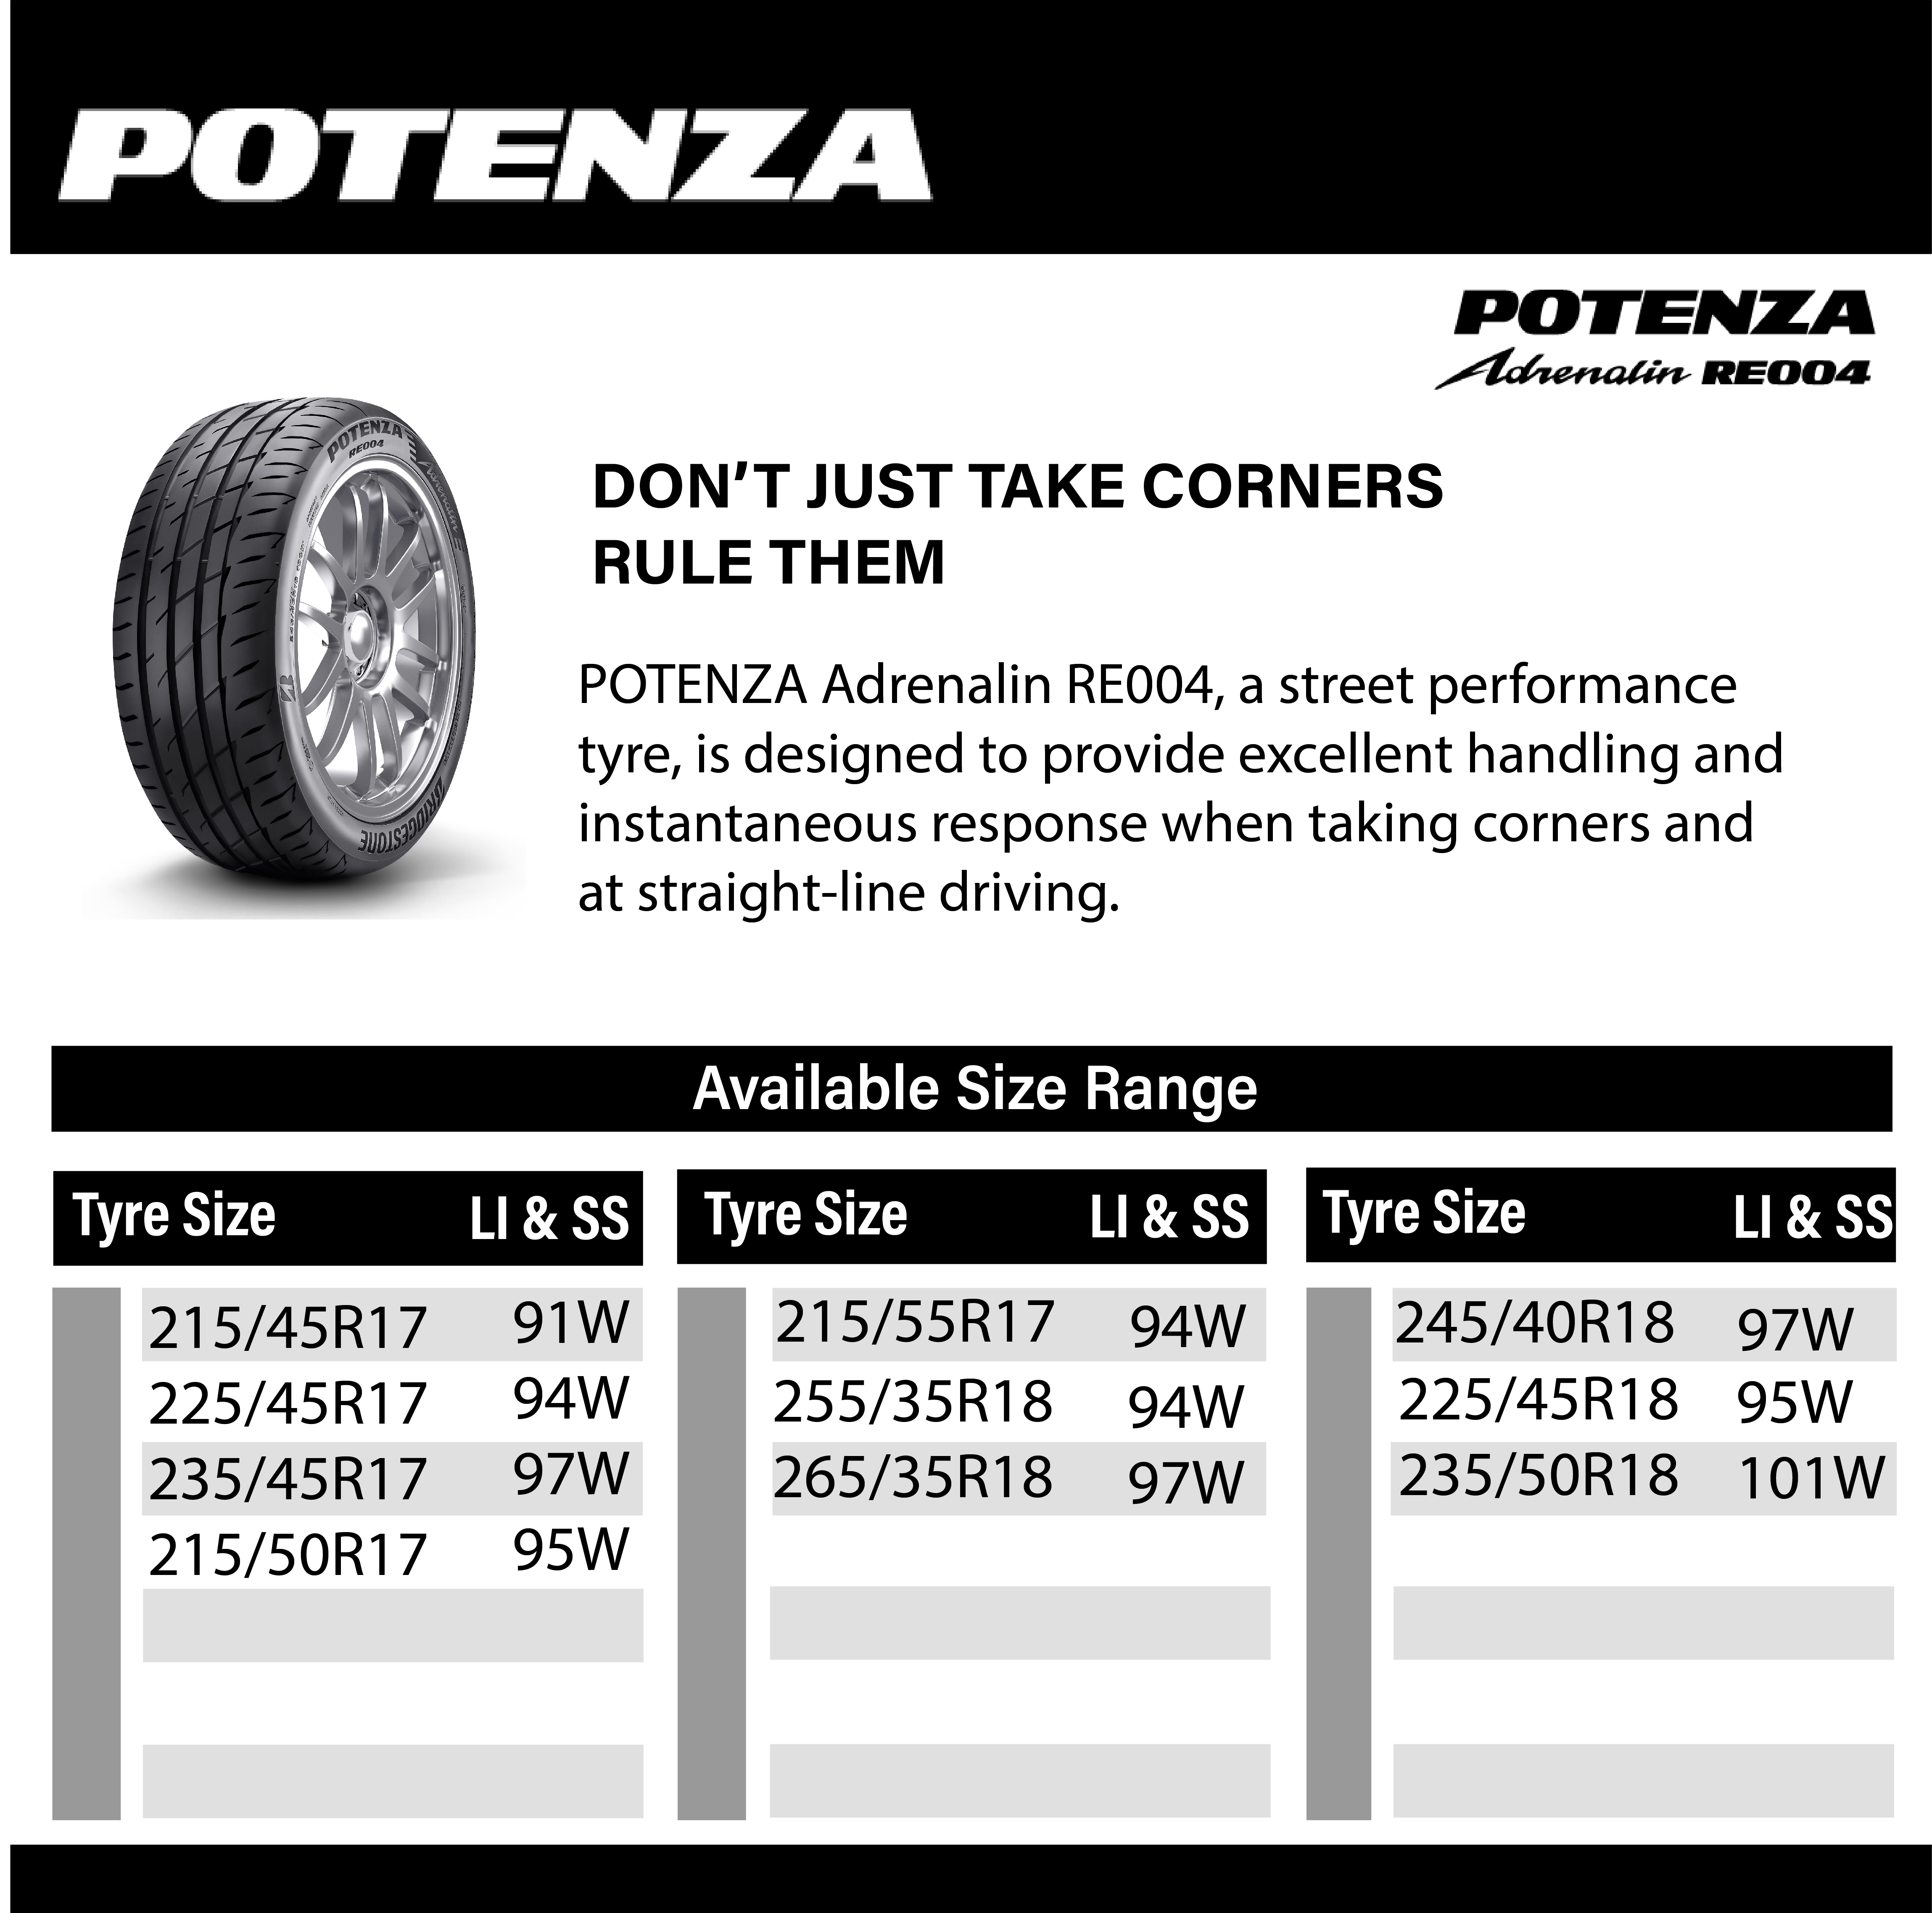 POTENZA
POTENZA
Adrenalin RE004
POTENZA
RE004
BRIDGESTONE
DON’T JUST TAKE CORNERS
RULE THEM
POTENZA Adrenalin RE004, a street performance
tyre, is designed to provide excellent handling and
instantaneous response when taking corners and
at straight-line driving.
Available Size Range
Tyre Size LI & SS
215/45R17 91W
225/45R17 94W
235/45R17 97W
215/50R17 95W
Tyre Size LI & SS
215/55R17 94W
255/35R18 94W
265/35R18 97W
Tyre Size LI & SS
245/40R18 97W
225/45R18 95W
235/50R18 101W